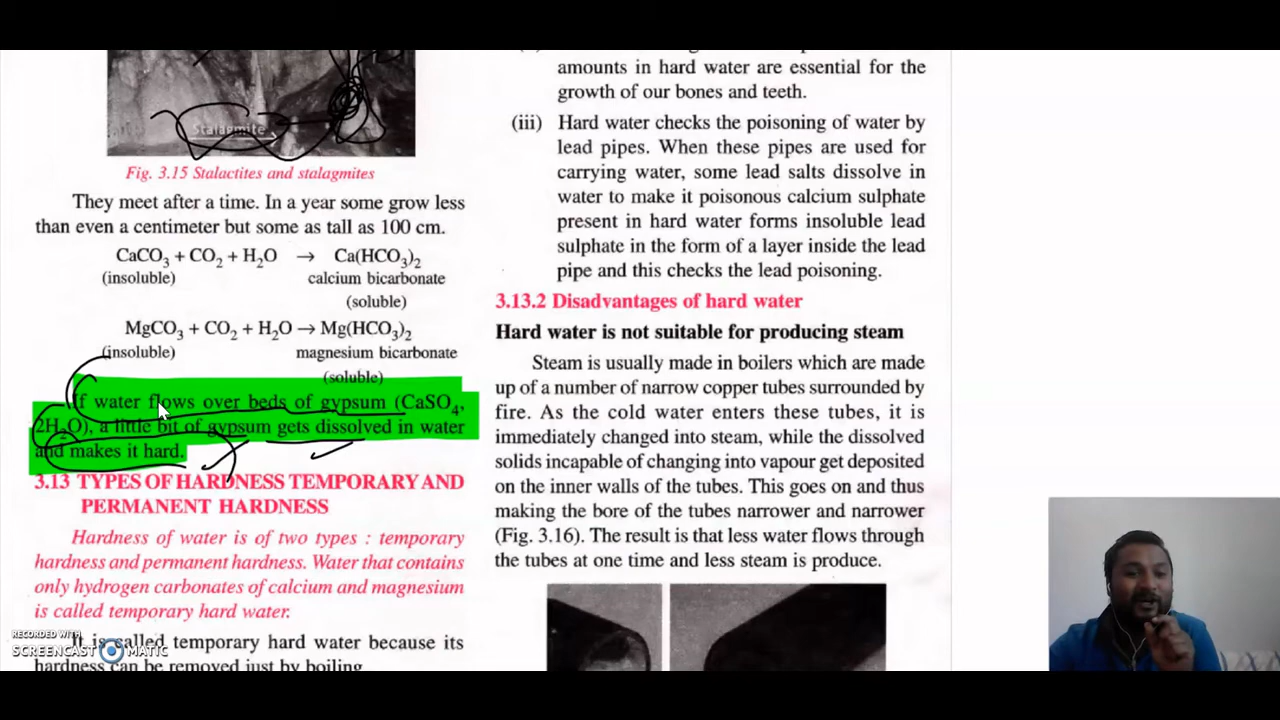 Stalagmite
Fig. 3.15 Stalactites and stalagmites
They meet after a time. In a year some grow less
than even a centimeter but some as tall as 100 cm.
CaCO₃ + CO₂ + H₂O → Ca(HCO₃)₂
(insoluble) calcium bicarbonate
(soluble)
MgCO₃ + CO₂ + H₂O → Mg(HCO₃)₂
(insoluble) magnesium bicarbonate
(soluble)
If water flows over beds of gypsum (CaSO₄,
2H₂O), a little bit of gypsum gets dissolved in water
and makes it hard.
3.13 TYPES OF HARDNESS TEMPORARY AND
PERMANENT HARDNESS
Hardness of water is of two types : temporary
hardness and permanent hardness. Water that contains
only hydrogen carbonates of calcium and magnesium
is called temporary hard water.
It is called temporary hard water because its
hardness can be removed just by boiling.
amounts in hard water are essential for the
growth of our bones and teeth.
(iii) Hard water checks the poisoning of water by
lead pipes. When these pipes are used for
carrying water, some lead salts dissolve in
water to make it poisonous calcium sulphate
present in hard water forms insoluble lead
sulphate in the form of a layer inside the lead
pipe and this checks the lead poisoning.
3.13.2 Disadvantages of hard water
Hard water is not suitable for producing steam
Steam is usually made in boilers which are made
up of a number of narrow copper tubes surrounded by
fire. As the cold water enters these tubes, it is
immediately changed into steam, while the dissolved
solids incapable of changing into vapour get deposited
on the inner walls of the tubes. This goes on and thus
making the bore of the tubes narrower and narrower
(Fig. 3.16). The result is that less water flows through
the tubes at one time and less steam is produce.
RECORDED WITH
SCREENCAST MATIC